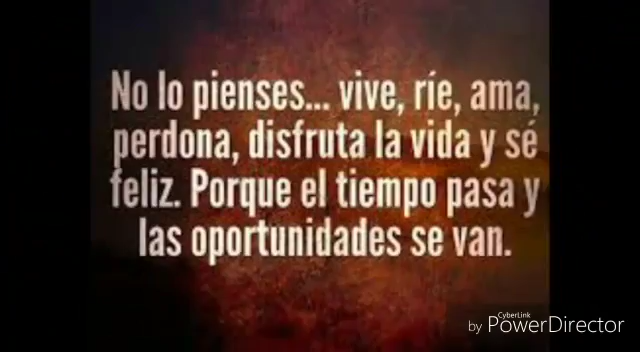 No lo pienses... vive, ríe, ama,
perdona, disfruta la vida y sé
feliz. Porque el tiempo pasa y
las oportunidades se van.
CyberLink
by PowerDirector